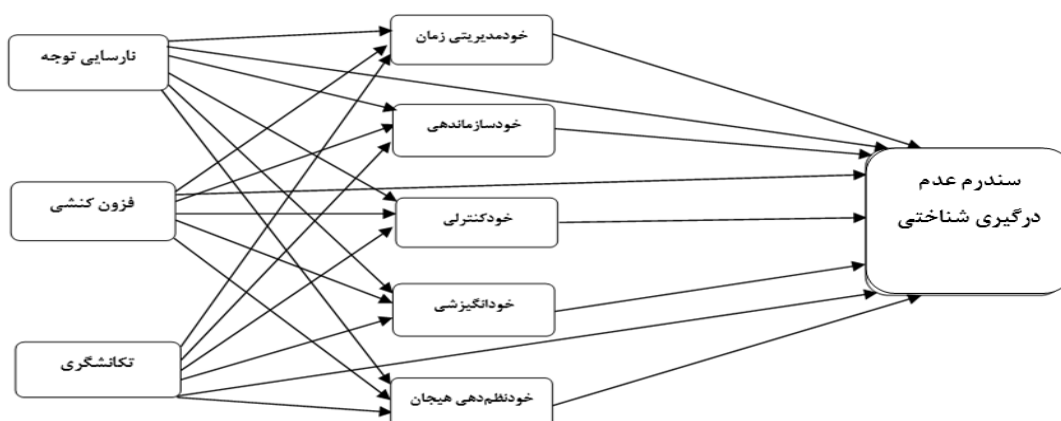 نارسایی توجه
فزون کنشی
تکانشگری
خودمدیریتی زمان
خودسازماندهی
خودکنترلی
خودانگیزشی
خودنظم‌دهی هیجان
سندرم عدم
درگیری شناختی